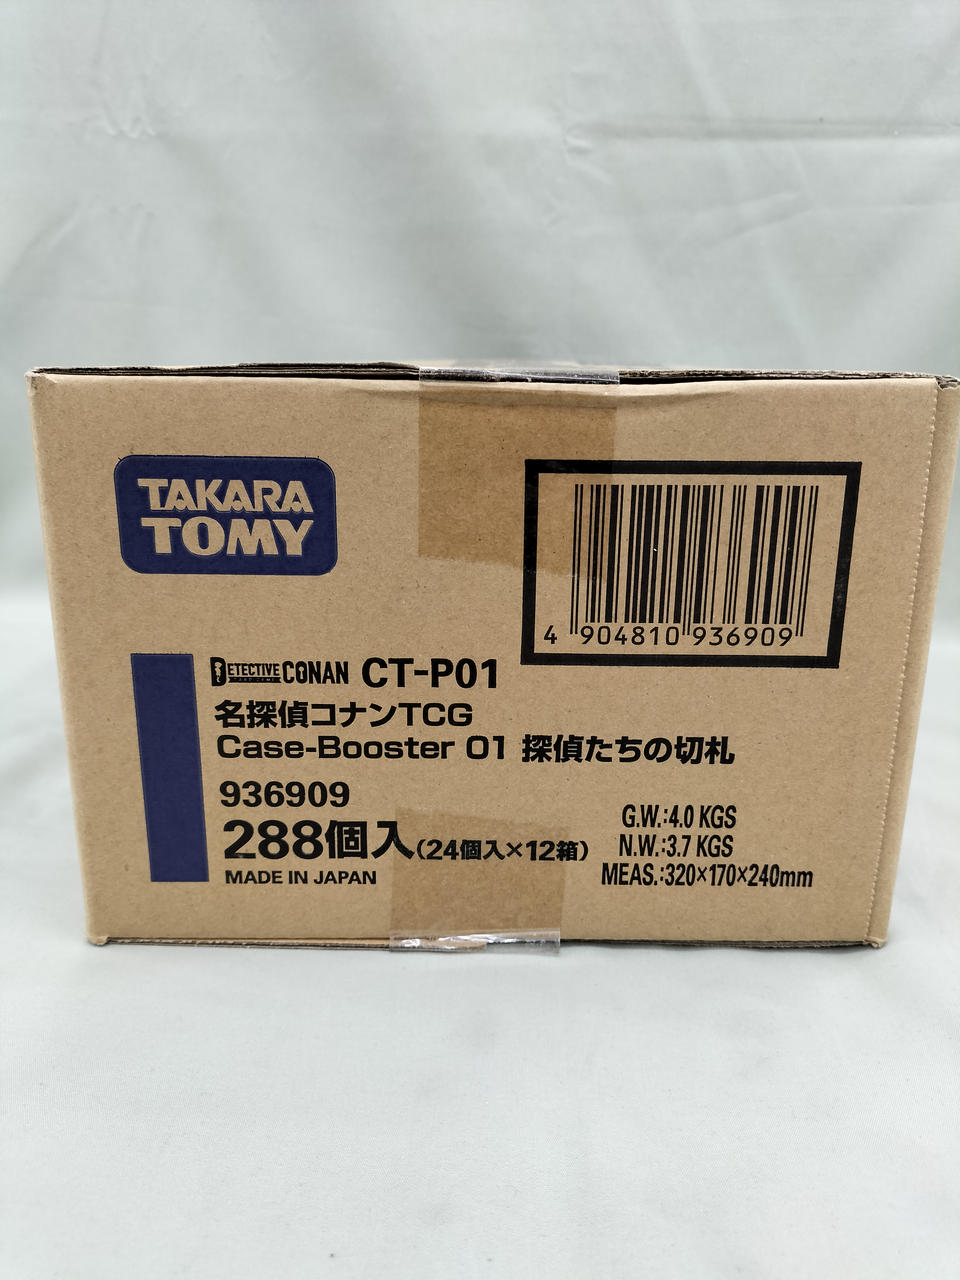 TAKARA
TOMY
4 904810 936909
DETECTIVE CONAN CT-P01
名探偵コナンTCG
Case-Booster 01 探偵たちの切札
936909
288個入(24個入×12箱)
MADE IN JAPAN
G.W.:4.0 KGS
N.W.:3.7 KGS
MEAS.:320×170×240mm